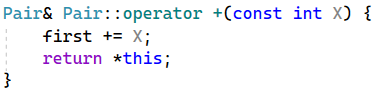 Pair& Pair::operator +(const int X) {
    first += X;
    return *this;
}